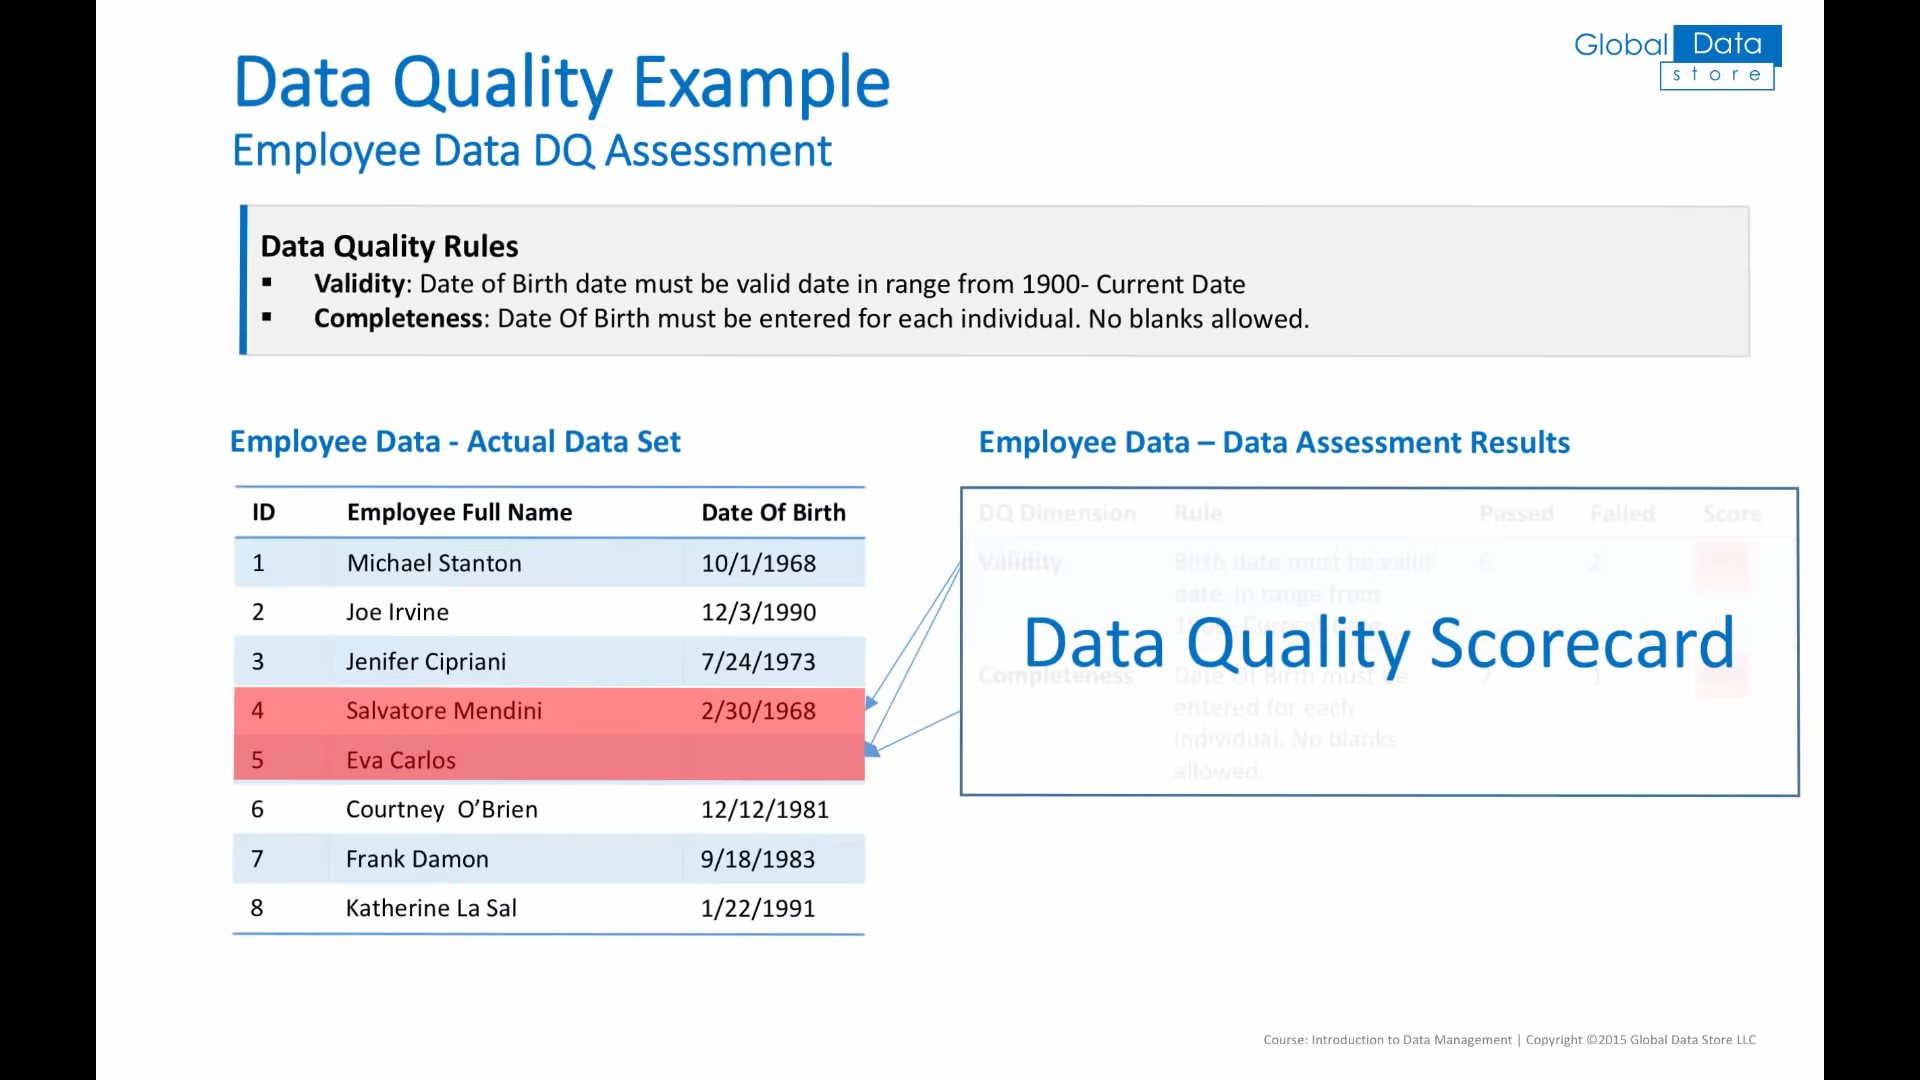 Global Data
store
Data Quality Example
Employee Data DQ Assessment
Data Quality Rules
▪ Validity: Date of Birth date must be valid date in range from 1900- Current Date
▪ Completeness: Date Of Birth must be entered for each individual. No blanks allowed.
Employee Data - Actual Data Set
ID Employee Full Name Date Of Birth
1 Michael Stanton 10/1/1968
2 Joe Irvine 12/3/1990
3 Jenifer Cipriani 7/24/1973
4 Salvatore Mendini 2/30/1968
5 Eva Carlos
6 Courtney O’Brien 12/12/1981
7 Frank Damon 9/18/1983
8 Katherine La Sal 1/22/1991
Employee Data – Data Assessment Results
DQ Dimension Rule Passed Failed Score
Validity Birth date must be valid 6 2
date in range from
Data Quality Scorecard
Completeness Date Of Birth must be 7 1
entered for each
individual. No blanks
allowed.
Course: Introduction to Data Management | Copyright ©2015 Global Data Store LLC